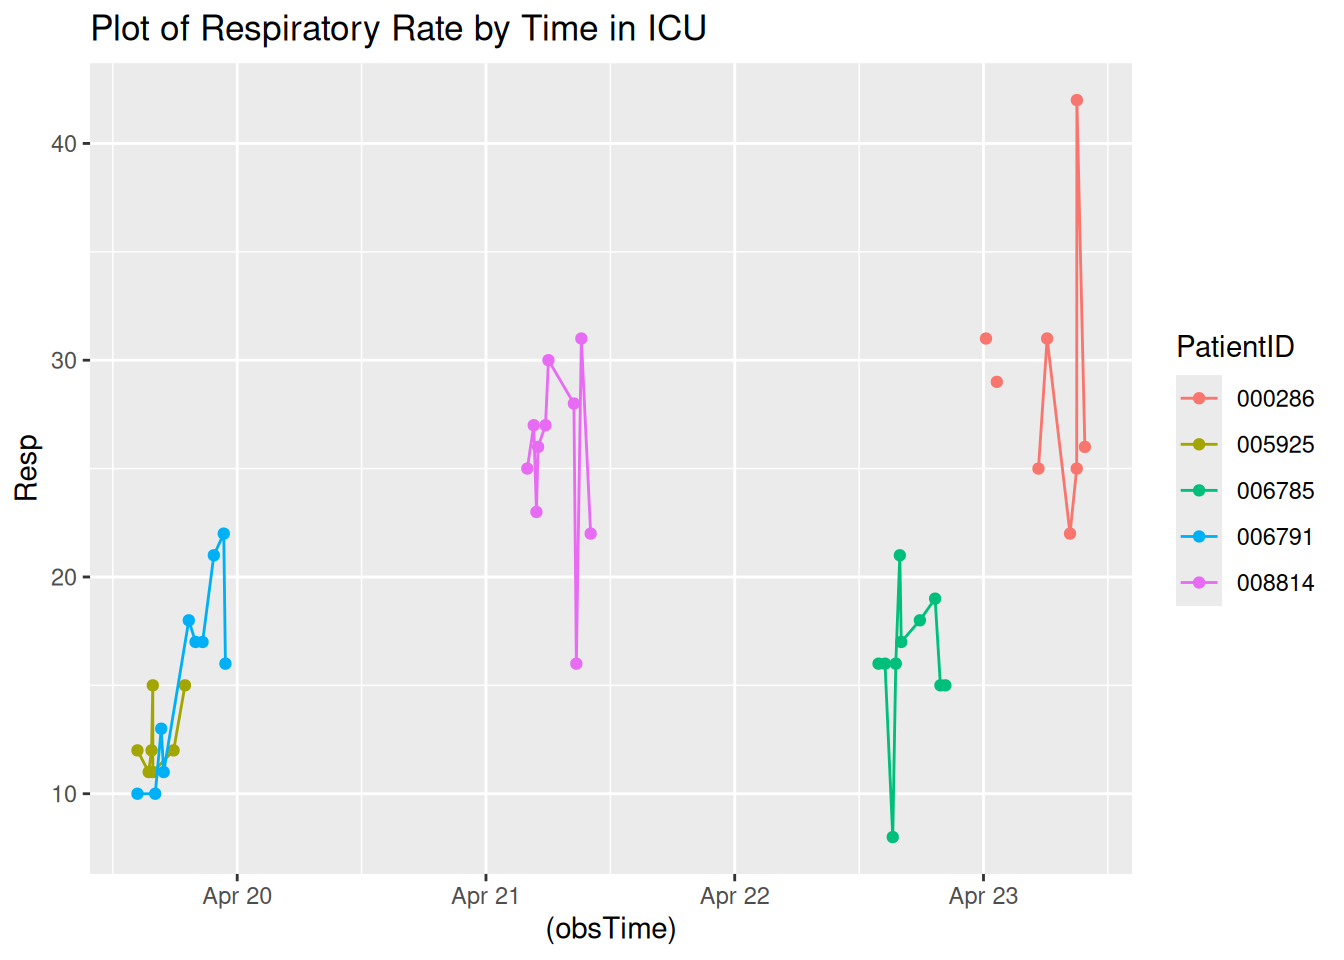 Plot of Respiratory Rate by Time in ICU
Resp
40
30
20
10
Apr 20
Apr 21
Apr 22
Apr 23
(obsTime)
PatientID
000286
005925
006785
006791
008814